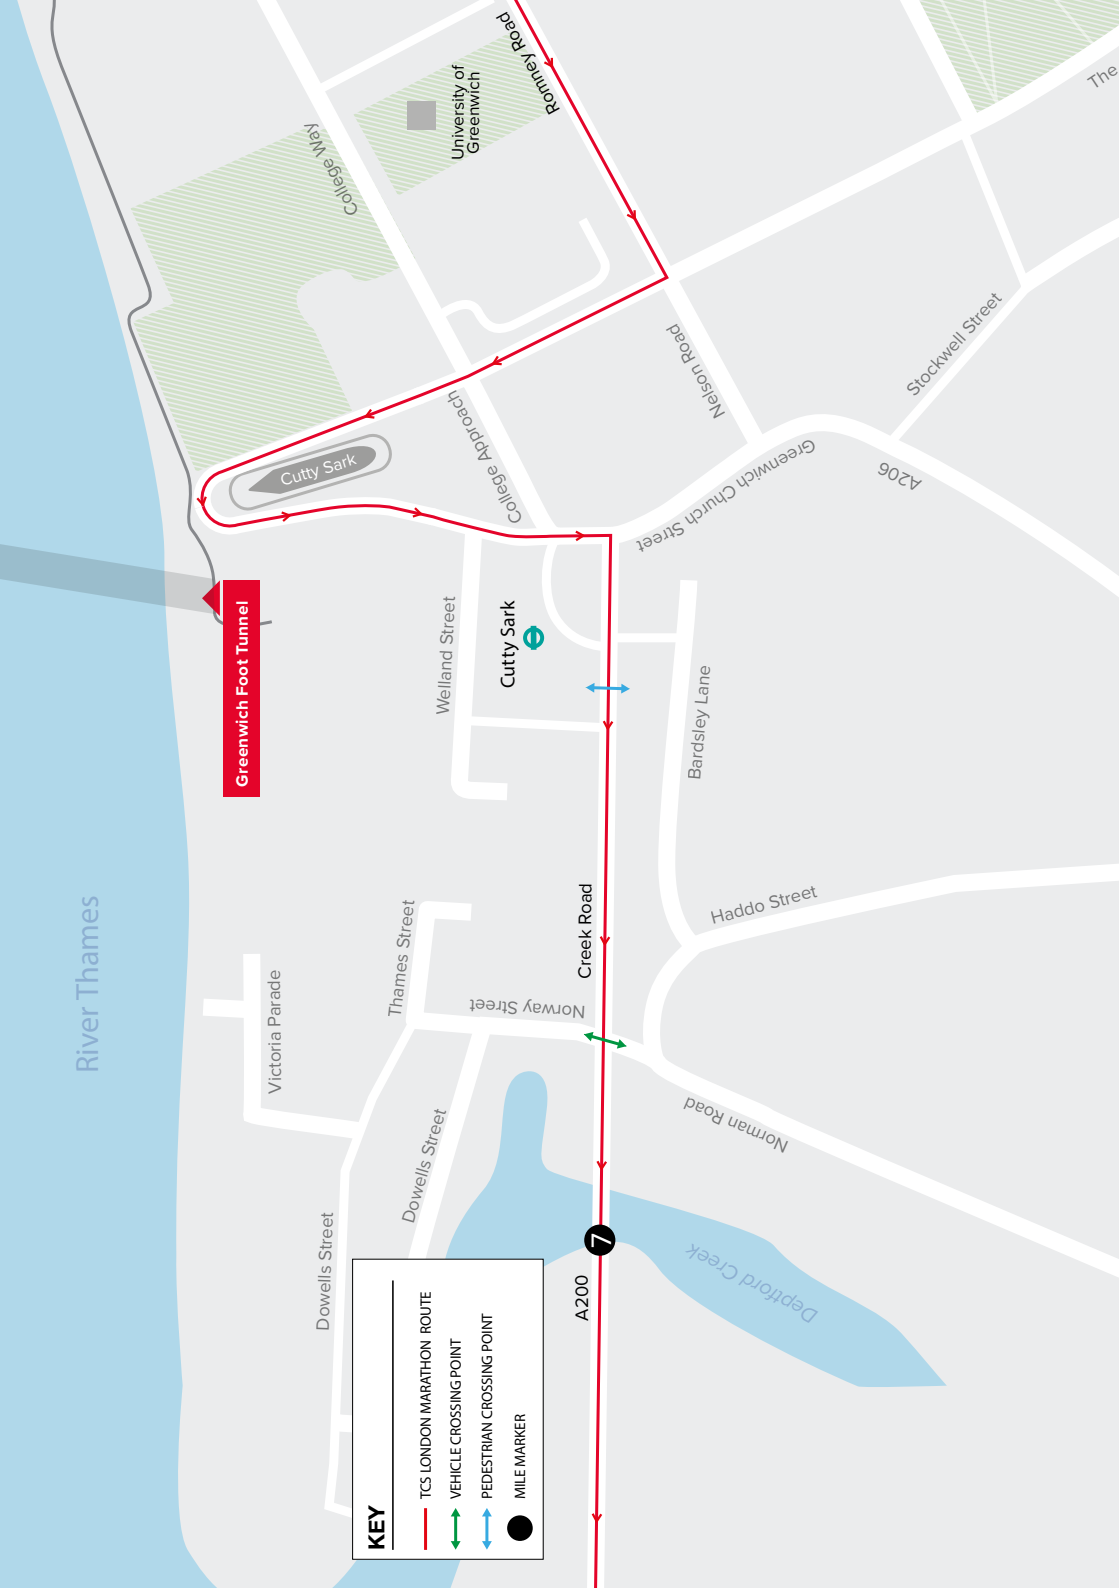 River Thames
Greenwich Foot Tunnel
Cutty Sark
College Way
University of
Greenwich
Romney Road
College Approach
Nelson Road
Stockwell Street
The
Greenwich Church Street
A206
Welland Street
Cutty Sark
Bardsley Lane
Creek Road
Haddo Street
Thames Street
Norway Street
Victoria Parade
Dowells Street
Dowells Street
Norman Road
Deptford Creek
7
A200
KEY
TCS LONDON MARATHON ROUTE
VEHICLE CROSSING POINT
PEDESTRIAN CROSSING POINT
MILE MARKER